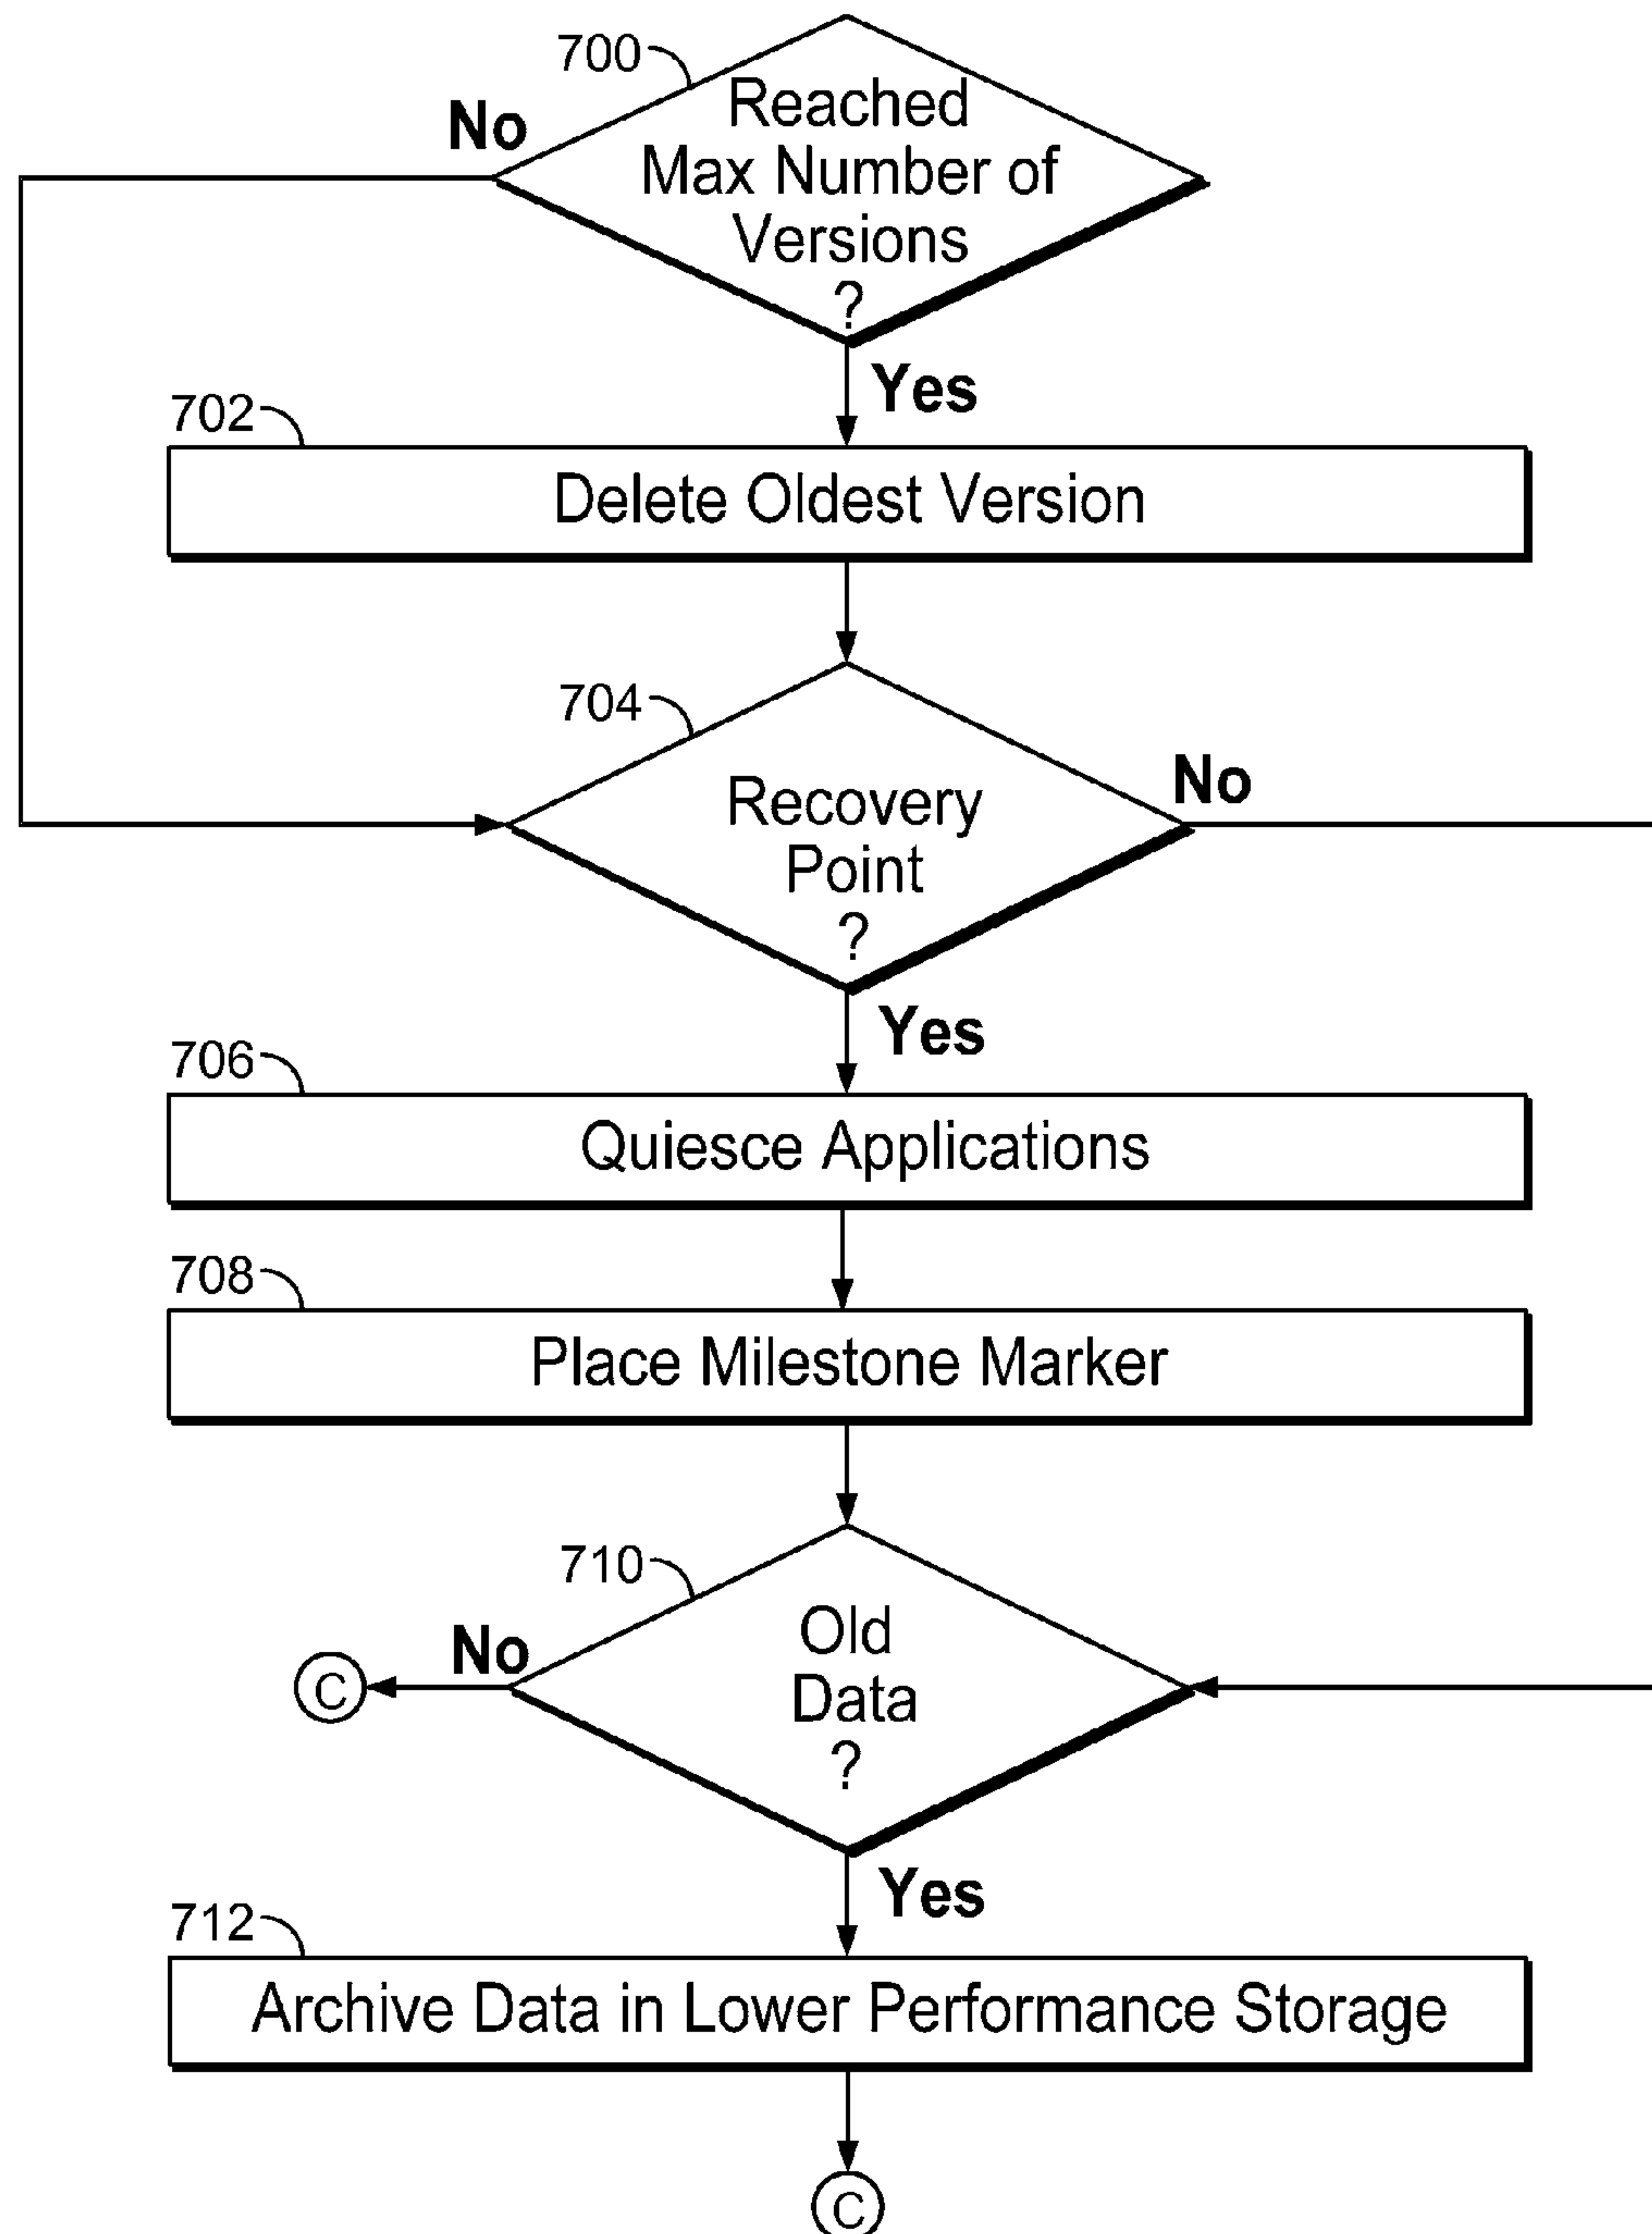 700
No
Reached
Max Number of
Versions
?
Yes
702
Delete Oldest Version
704
No
Recovery
Point
?
Yes
706
Quiesce Applications
708
Place Milestone Marker
710
No
Old
Data
?
C
Yes
712
Archive Data in Lower Performance Storage
C